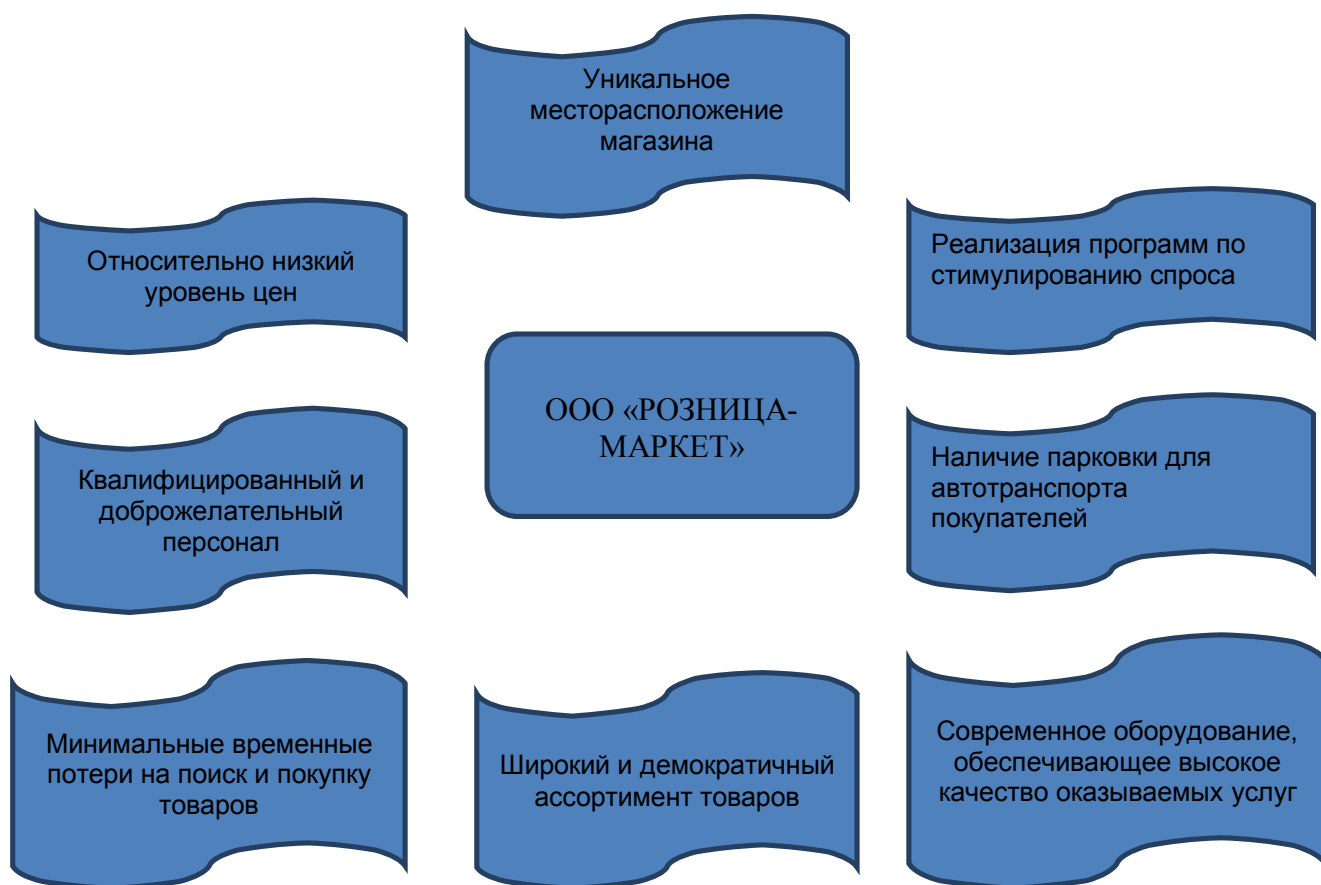 Уникальное
месторасположение
магазина
Относительно низкий
уровень цен
Реализация программ по
стимулированию спроса
ООО «РОЗНИЦА-
МАРКЕТ»
Квалифицированный и
доброжелательный
персонал
Наличие парковки для
автотранспорта
покупателей
Минимальные временные
потери на поиск и покупку
товаров
Широкий и демократичный
ассортимент товаров
Современное оборудование,
обеспечивающее высокое
качество оказываемых услуг